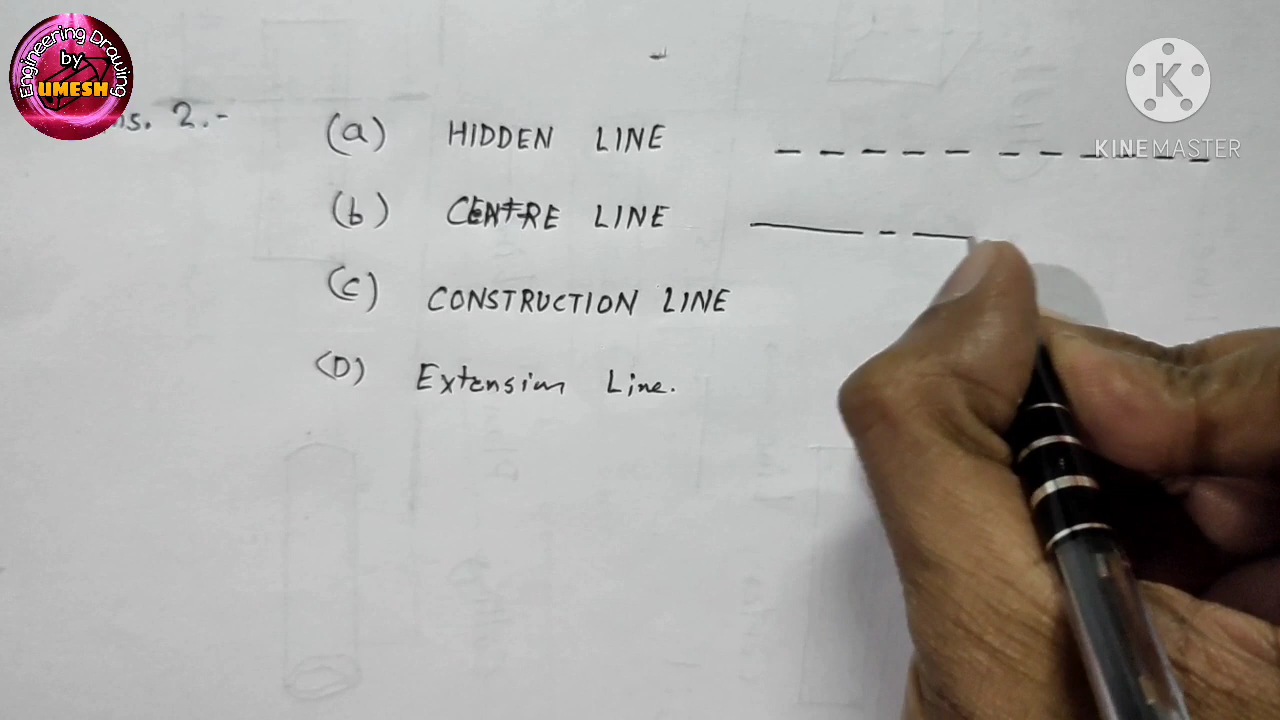 Engineering Drawing
by
UMESH
KINEMASTER
ns. 2.-
(a) HIDDEN LINE
(b) CENTRE LINE
(c) CONSTRUCTION LINE
(D) Extension Line.